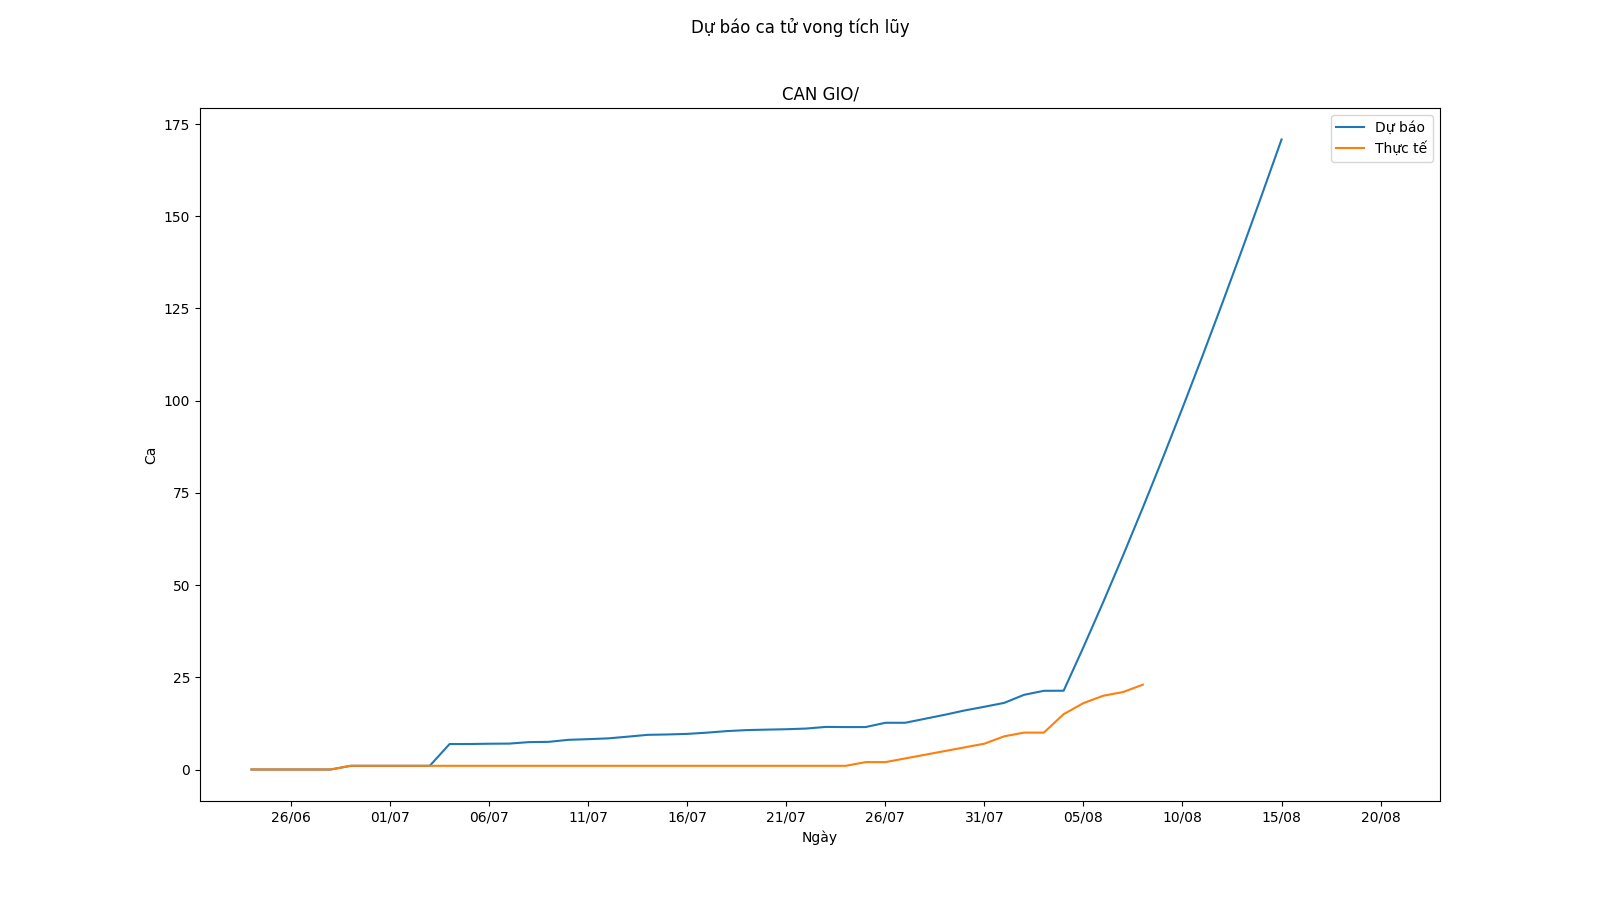 Dự báo ca tử vong tích lũy
CAN GIO/
175
150
125
100
75
50
25
0
Ca
Dự báo
Thực tế
26/06 01/07 06/07 11/07 16/07 21/07 26/07 31/07 05/08 10/08 15/08 20/08
Ngày